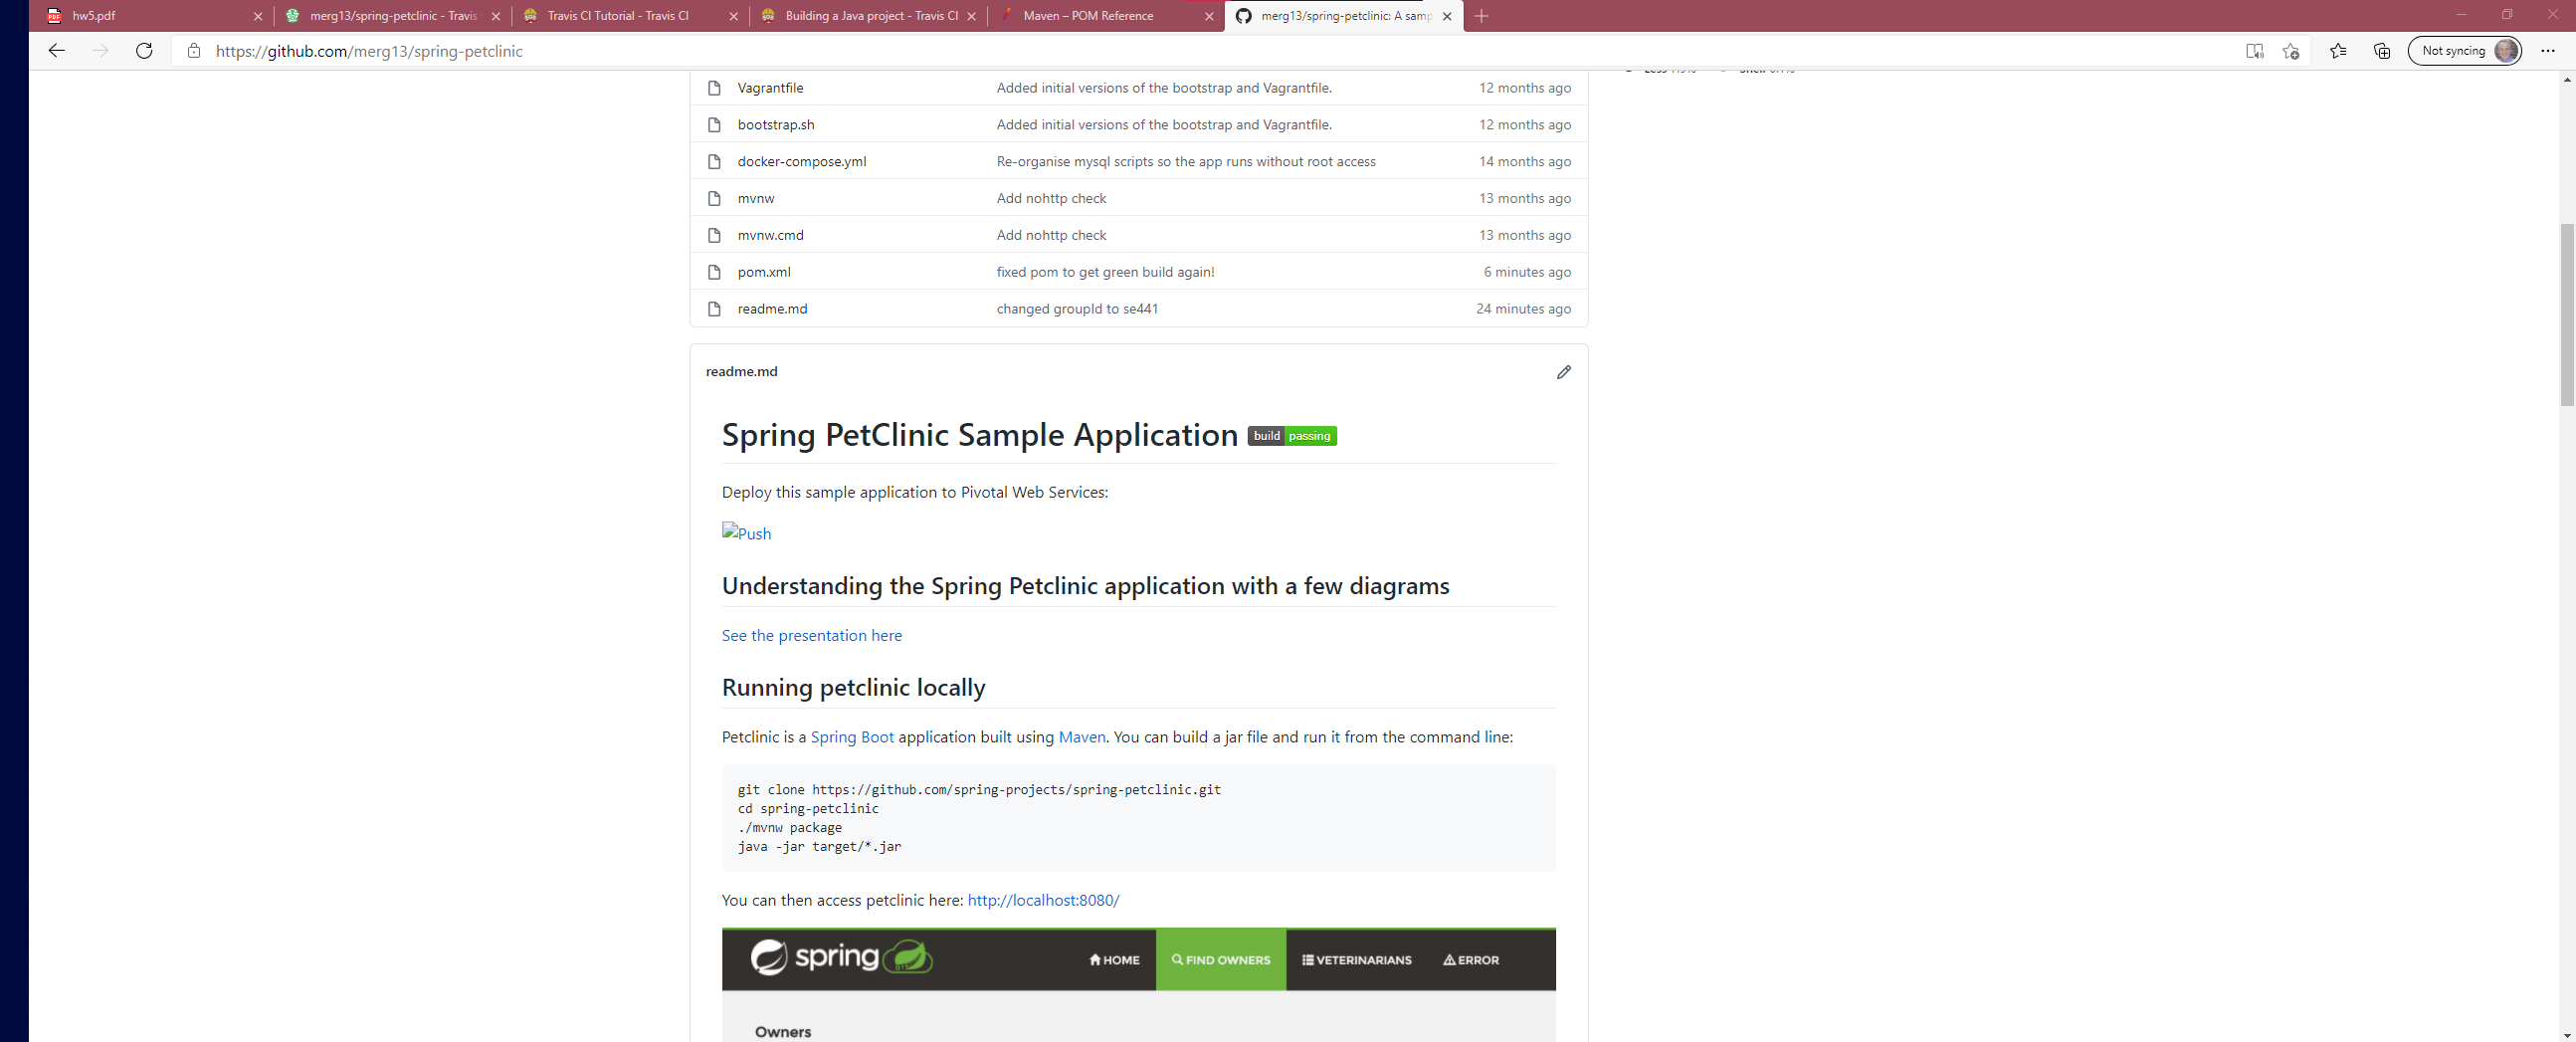 hw5.pdf
merg13/spring-petclinic - Travis
Travis CI Tutorial - Travis CI
Building a Java project - Travis CI
Maven – POM Reference
merg13/spring-petclinic: A samp
https://github.com/merg13/spring-petclinic
Not syncing
Vagrantfile Added initial versions of the bootstrap and Vagrantfile. 12 months ago
bootstrap.sh Added initial versions of the bootstrap and Vagrantfile. 12 months ago
docker-compose.yml Re-organise mysql scripts so the app runs without root access 14 months ago
mvnw Add nohttp check 13 months ago
mvnw.cmd Add nohttp check 13 months ago
pom.xml fixed pom to get green build again! 6 minutes ago
readme.md changed groupId to se441 24 minutes ago
readme.md
Spring PetClinic Sample Application build passing
Deploy this sample application to Pivotal Web Services:
Push
Understanding the Spring Petclinic application with a few diagrams
See the presentation here
Running petclinic locally
Petclinic is a Spring Boot application built using Maven. You can build a jar file and run it from the command line:
git clone https://github.com/spring-projects/spring-petclinic.git
cd spring-petclinic
./mvnw package
java -jar target/*.jar
You can then access petclinic here: http://localhost:8080/
spring HOME FIND OWNERS VETERINARIANS ERROR
Owners